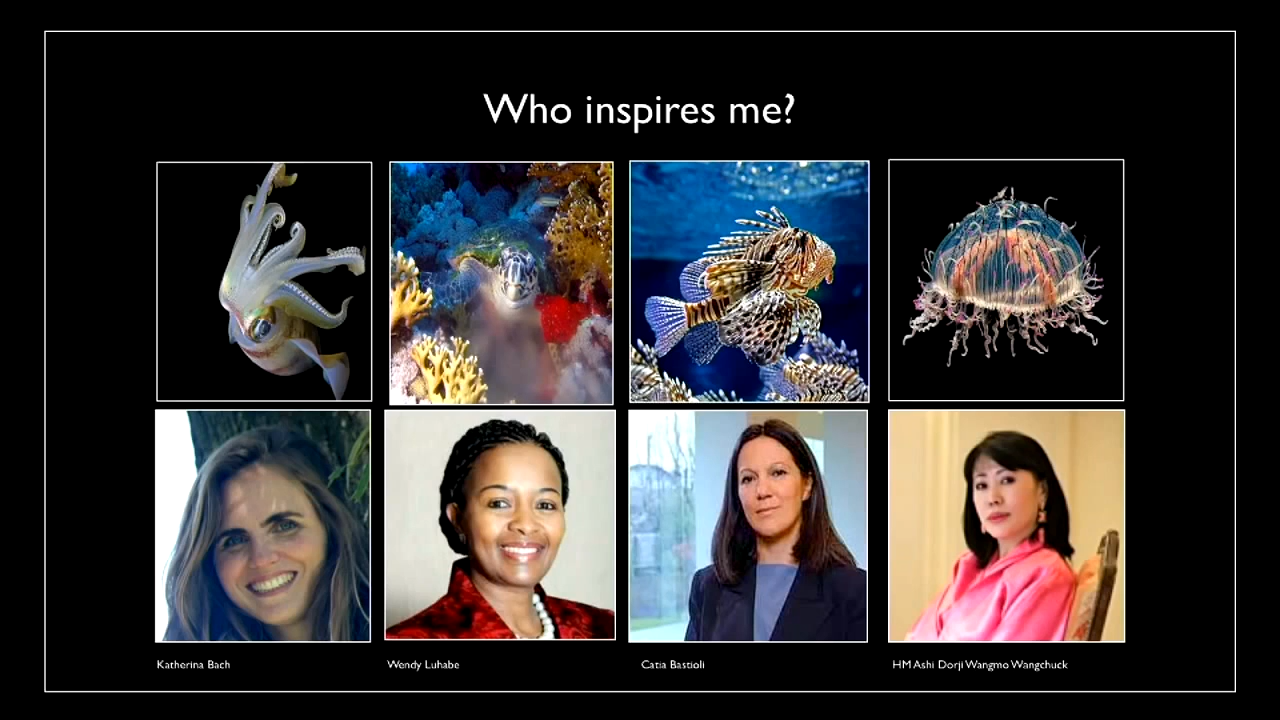 Who inspires me?
Katherina Bach
Wendy Luhabe
Catia Bastioli
HM Ashi Dorji Wangmo Wangchuck